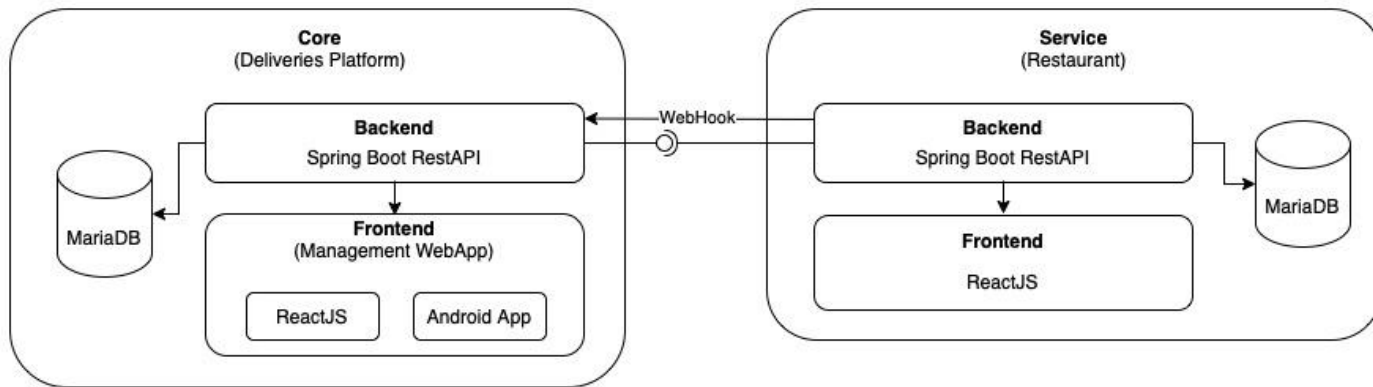 Core
(Deliveries Platform)
Backend
Spring Boot RestAPI
MariaDB
Frontend
(Management WebApp)
ReactJS
Android App
WebHook
Service
(Restaurant)
Backend
Spring Boot RestAPI
Frontend
ReactJS
MariaDB